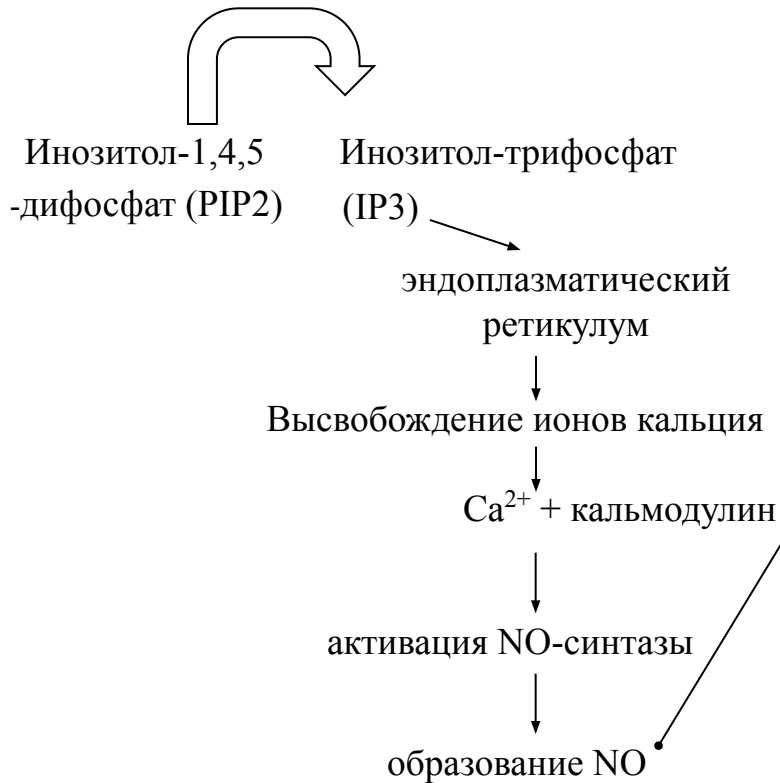 Инозитол-1,4,5
-дифосфат (PIP2)
Инозитол-трифосфат
(IP3)
эндоплазматический
ретикулум
Высвобождение ионов кальция
Ca²⁺ + кальмодулин
активация NO-синтазы
образование NO